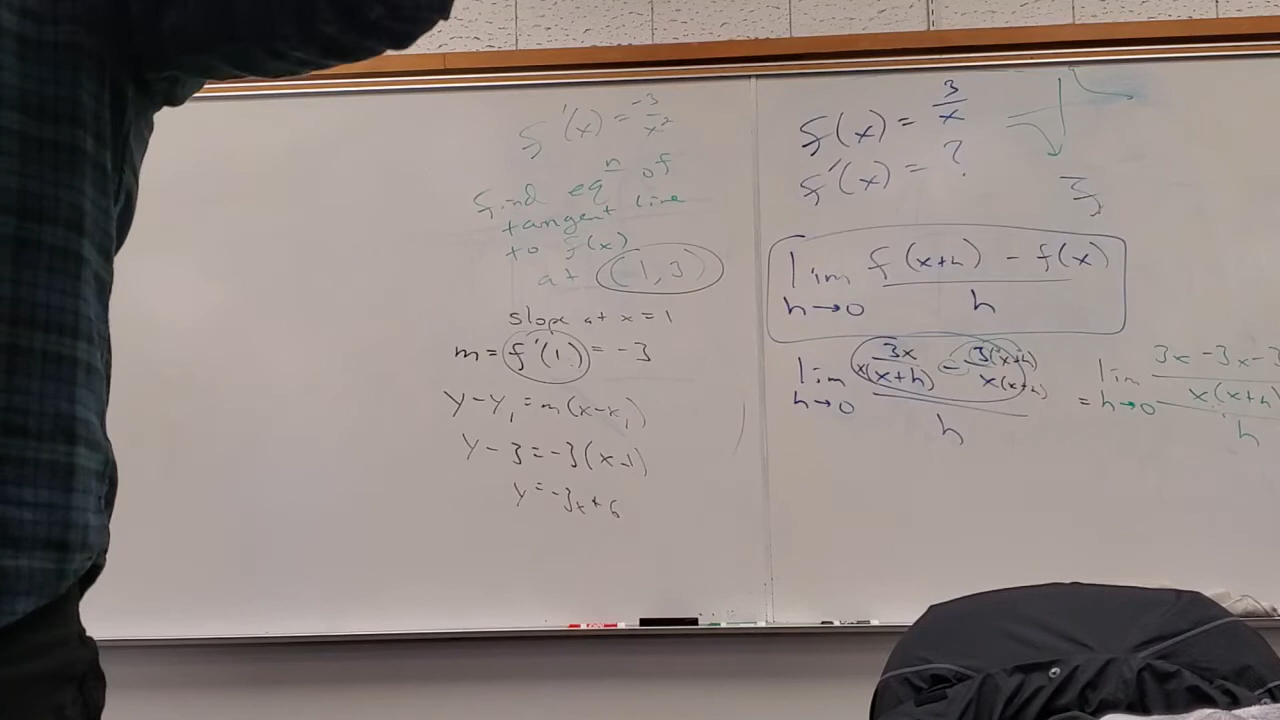 f'(x) = -3/x²
find eqn of
tangent line
to f(x)
at (1,3)
slope at x=1
m = f'(1) = -3
y-y₁ = m(x-x₁)
y-3 = -3(x-1)
y = -3x+6
f(x) = 3/x
f'(x) = ?
lim h→0 (f(x+h) - f(x))/h
lim h→0 (3x/(x(x+h)) - 3(x+h)/(x(x+h)))/h
= lim h→0 (3x-3x-3 / x(x+h))/h